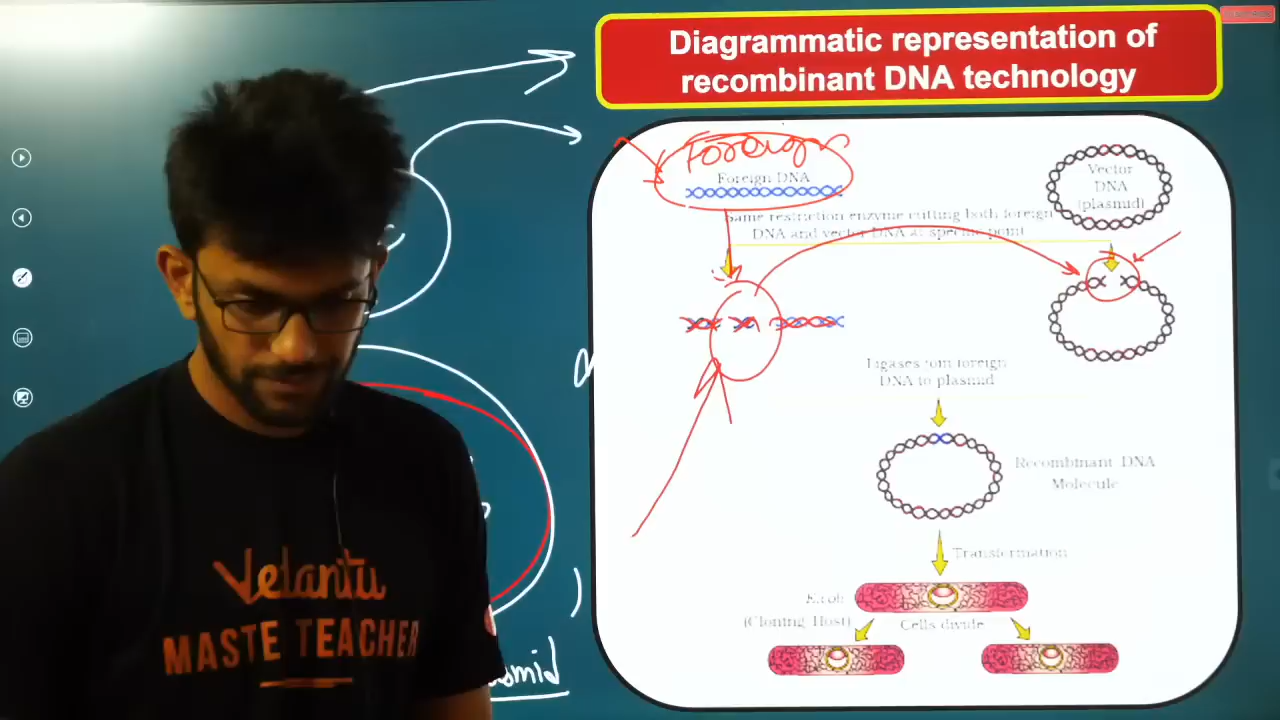 Diagrammatic representation of
recombinant DNA technology
Foreign
Foreign DNA
Vector
DNA
(plasmid)
Same restriction enzyme cutting both foreign
DNA and vector DNA at specific point
Ligases join foreign
DNA to plasmid
Recombinant DNA
Molecule
Transformation
E.coli
(Cloning Host)
Cells divide
Vedantu
MASTE TEACHER
smid